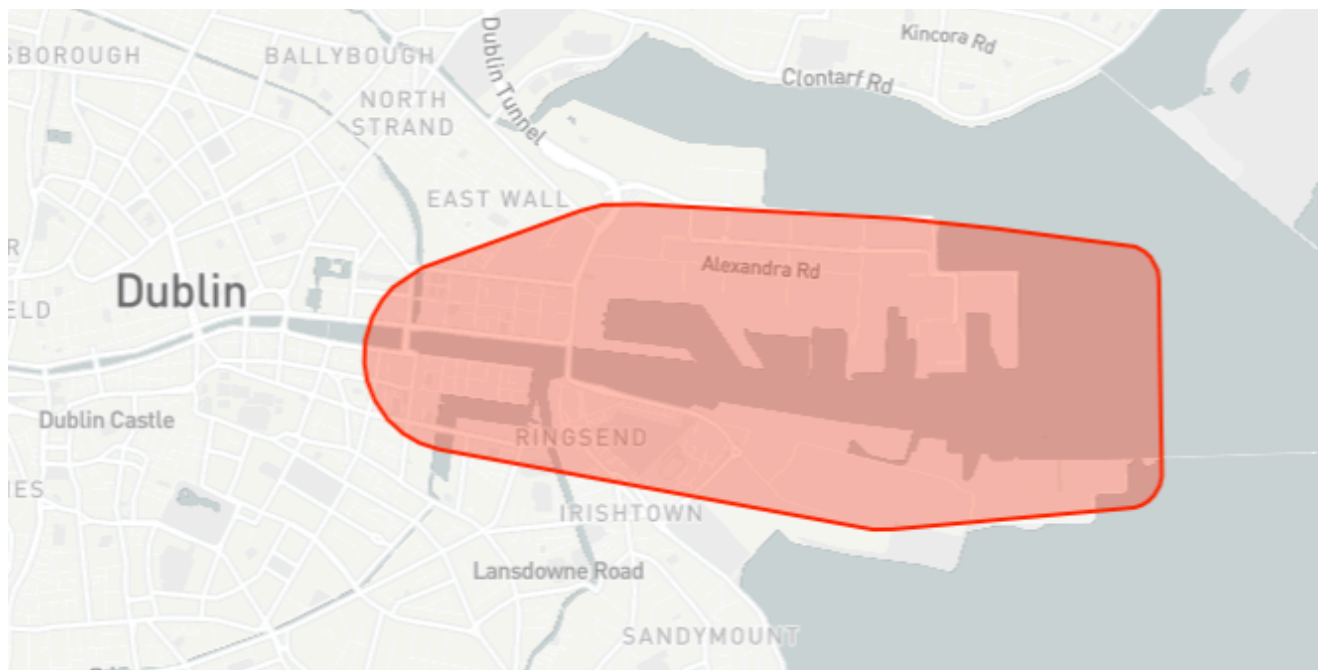 SBOROUGH
BALLYBOUGH
Dublin Tunnel
Kincora Rd
Clontarf Rd
NORTH
STRAND
EAST WALL
R
Alexandra Rd
Dublin
ELD
Dublin Castle
RINGSEND
IES
IRISHTOWN
Lansdowne Road
SANDYMOUNT